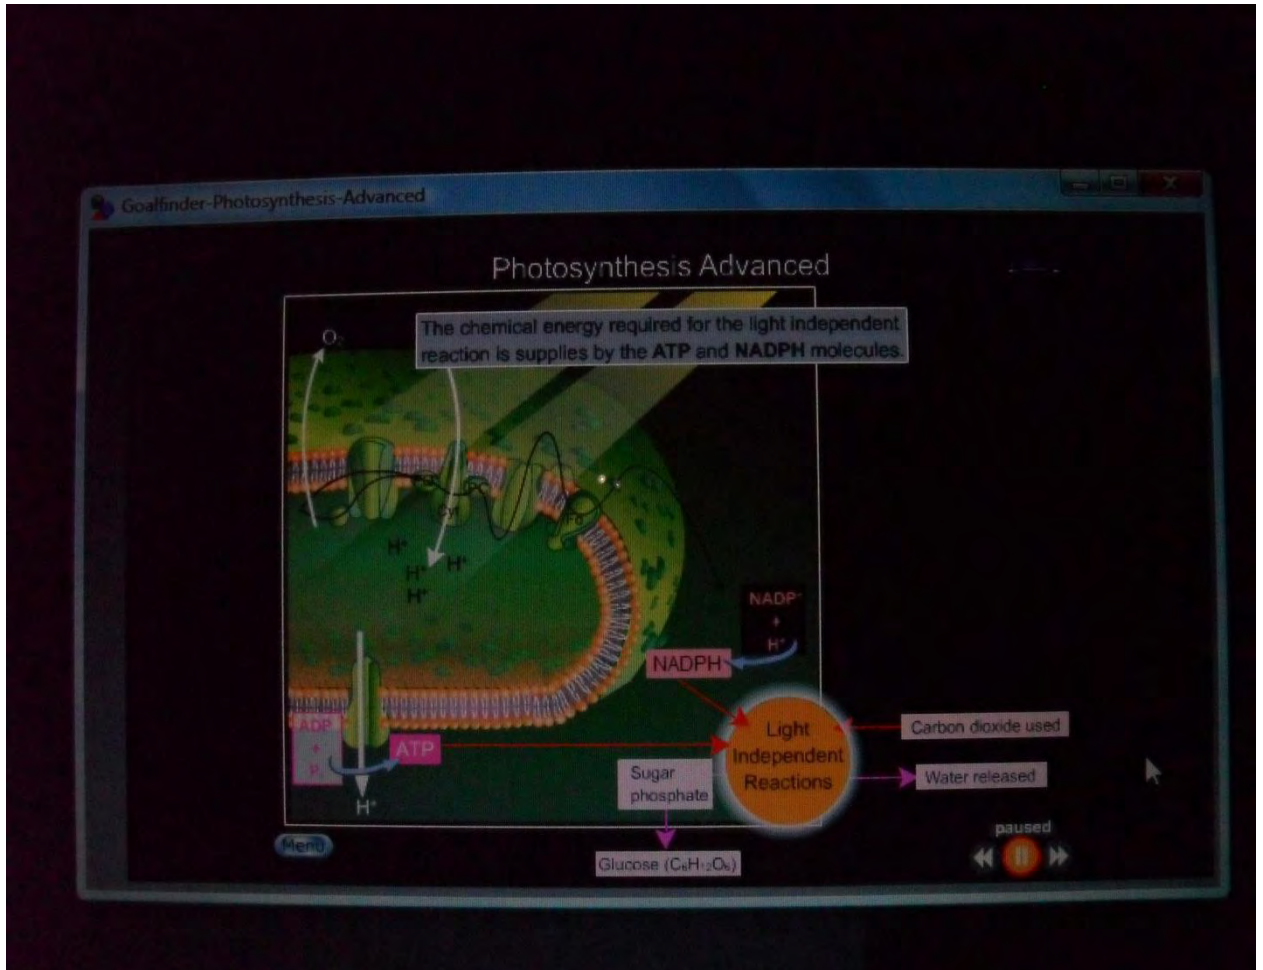 Goalfinder-Photosynthesis-Advanced
Photosynthesis Advanced
The chemical energy required for the light independent
reaction is supplies by the ATP and NADPH molecules.
O₂
Cyt
Fd
H⁺
H⁺
H⁺
H⁺
NADP⁺
+
H⁺
NADPH
ADP
+
Pᵢ
ATP
H⁺
Light
Independent
Reactions
Carbon dioxide used
Water released
Sugar
phosphate
Glucose (C₆H₁₂O₆)
Menu
paused